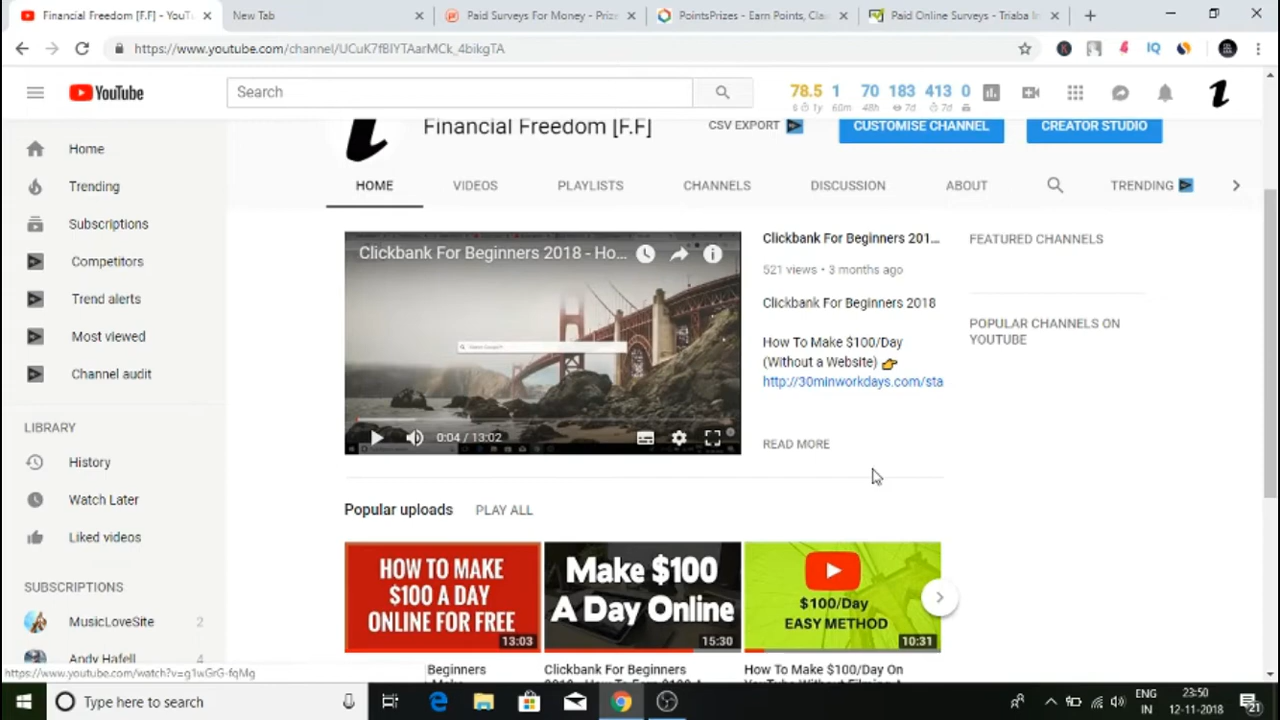 Financial Freedom [F.F] - YouTu
New Tab
Paid Surveys For Money - Prize
PointsPrizes - Earn Points, Cla
Paid Online Surveys - Triaba I
https://www.youtube.com/channel/UCuK7fBlYTAarMCk_4bikgTA
IQ
YouTube
Search
78.5 1 70 183 413 0
1y 60m 48h 7d 7d
Financial Freedom [F.F]
CSV EXPORT
CUSTOMISE CHANNEL
CREATOR STUDIO
HOME
VIDEOS
PLAYLISTS
CHANNELS
DISCUSSION
ABOUT
TRENDING
Home
Trending
Subscriptions
Competitors
Trend alerts
Most viewed
Channel audit
LIBRARY
History
Watch Later
Liked videos
SUBSCRIPTIONS
MusicLoveSite 2
Andy Hafell 4
Clickbank For Beginners 2018 - Ho...
0:04 / 13:02
Clickbank For Beginners 201...
521 views • 3 months ago
Clickbank For Beginners 2018
How To Make $100/Day
(Without a Website) 👉
http://30minworkdays.com/sta
READ MORE
FEATURED CHANNELS
POPULAR CHANNELS ON
YOUTUBE
Popular uploads
PLAY ALL
HOW TO MAKE
$100 A DAY
ONLINE FOR FREE
13:03
Make $100
A Day Online
15:30
$100/Day
EASY METHOD
10:31
Beginners
Clickbank For Beginners
How To Make $100/Day On
https://www.youtube.com/watch?v=g1wGrG-fqMg
Type here to search
ENG
IN
23:50
12-11-2018
21